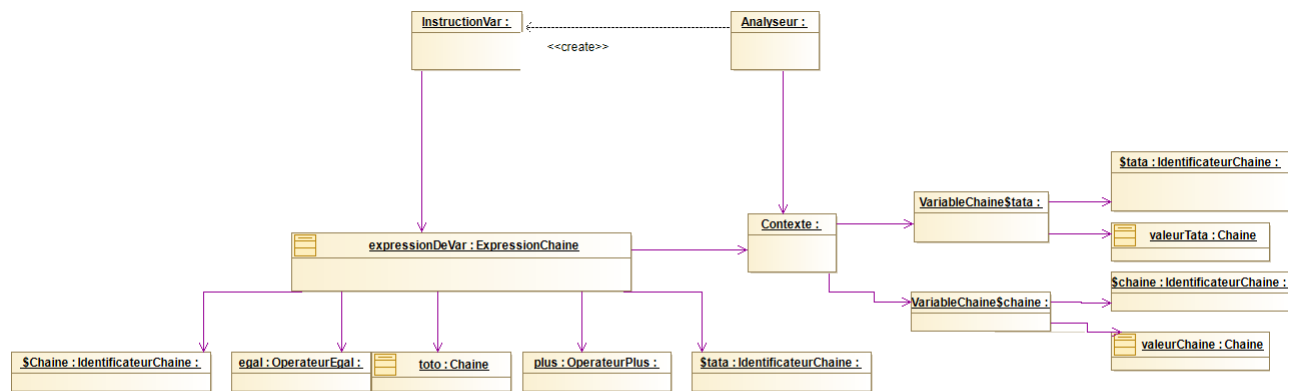 InstructionVar :
Analyseur :
<<create>>
$tata : IdentificateurChaine :
VariableChaine$tata :
Contexte :
valeurTata : Chaine
expressionDeVar : ExpressionChaine
$chaine : IdentificateurChaine :
VariableChaine$chaine :
valeurChaine : Chaine
$Chaine : IdentificateurChaine :
egal : OperateurEgal :
toto : Chaine
plus : OperateurPlus :
$tata : IdentificateurChaine :